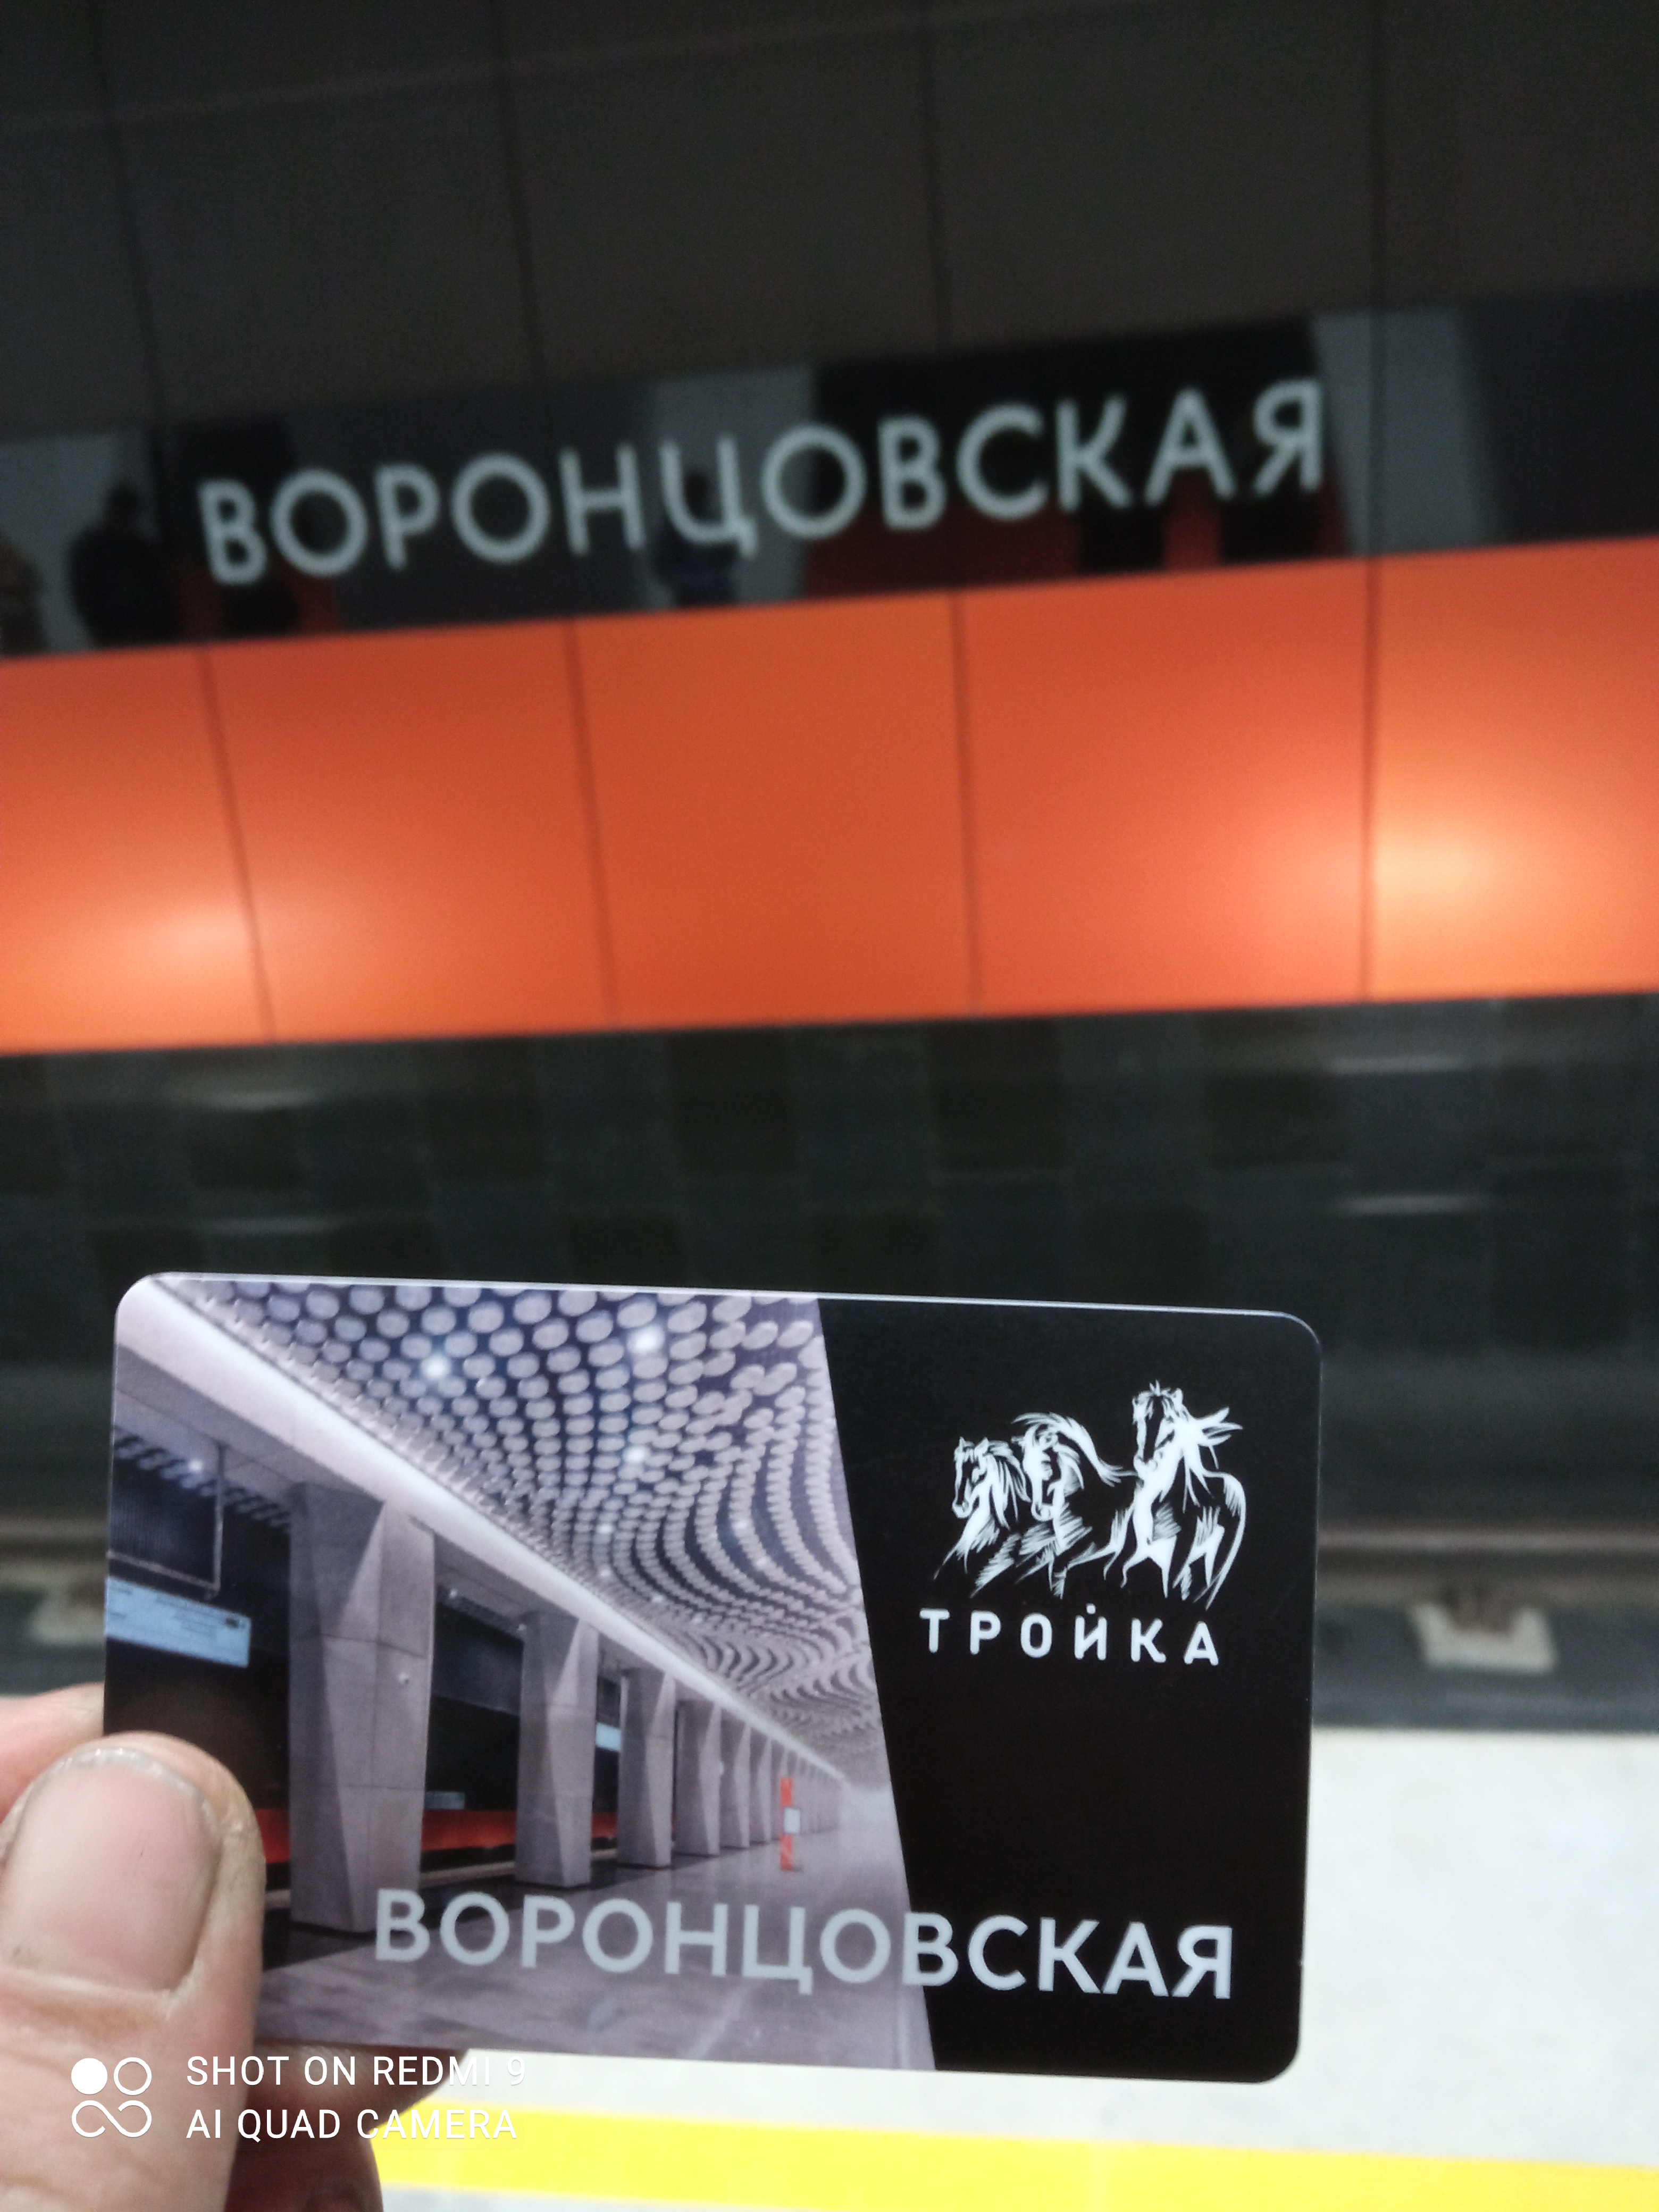 ВОРОНЦОВСКАЯ
ТРОЙКА
ВОРОНЦОВСКАЯ
SHOT ON REDMI 9
AI QUAD CAMERA